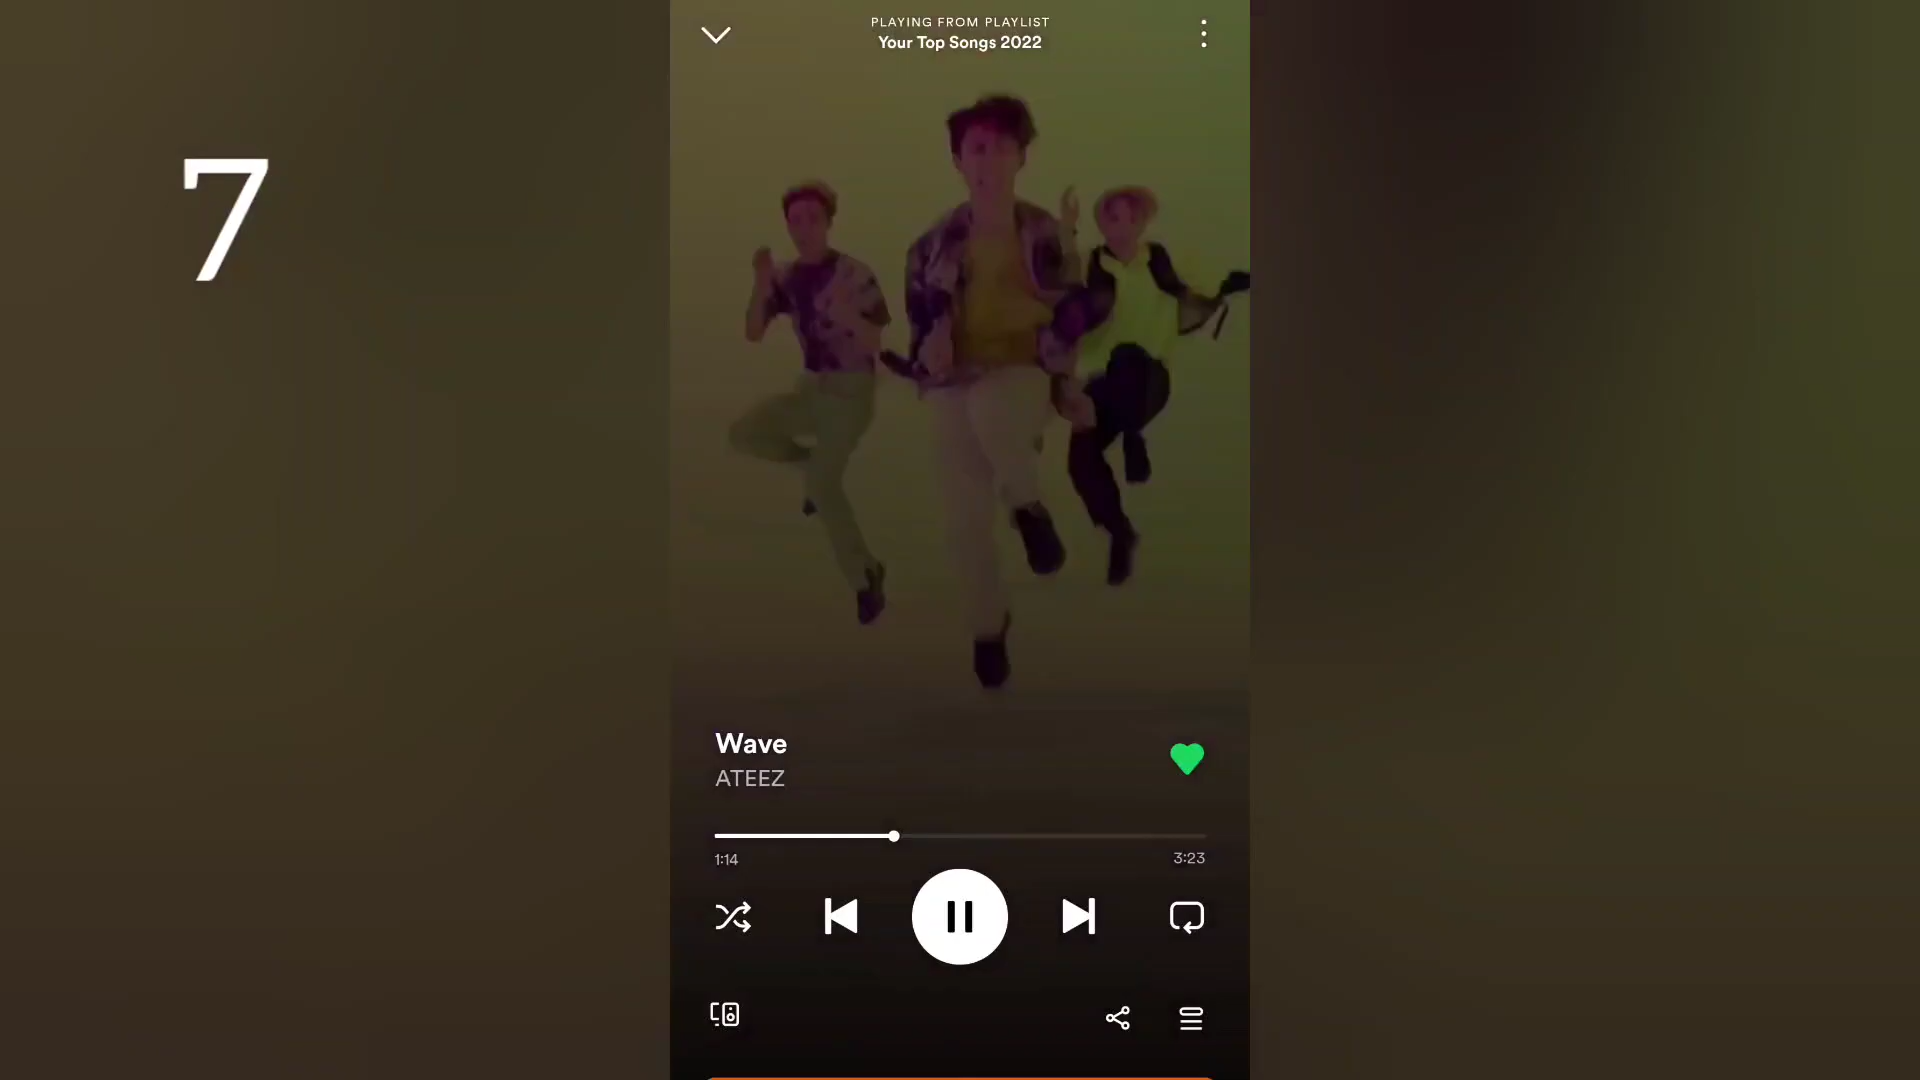 7
PLAYING FROM PLAYLIST
Your Top Songs 2022
Wave
ATEEZ
1:14
3:23